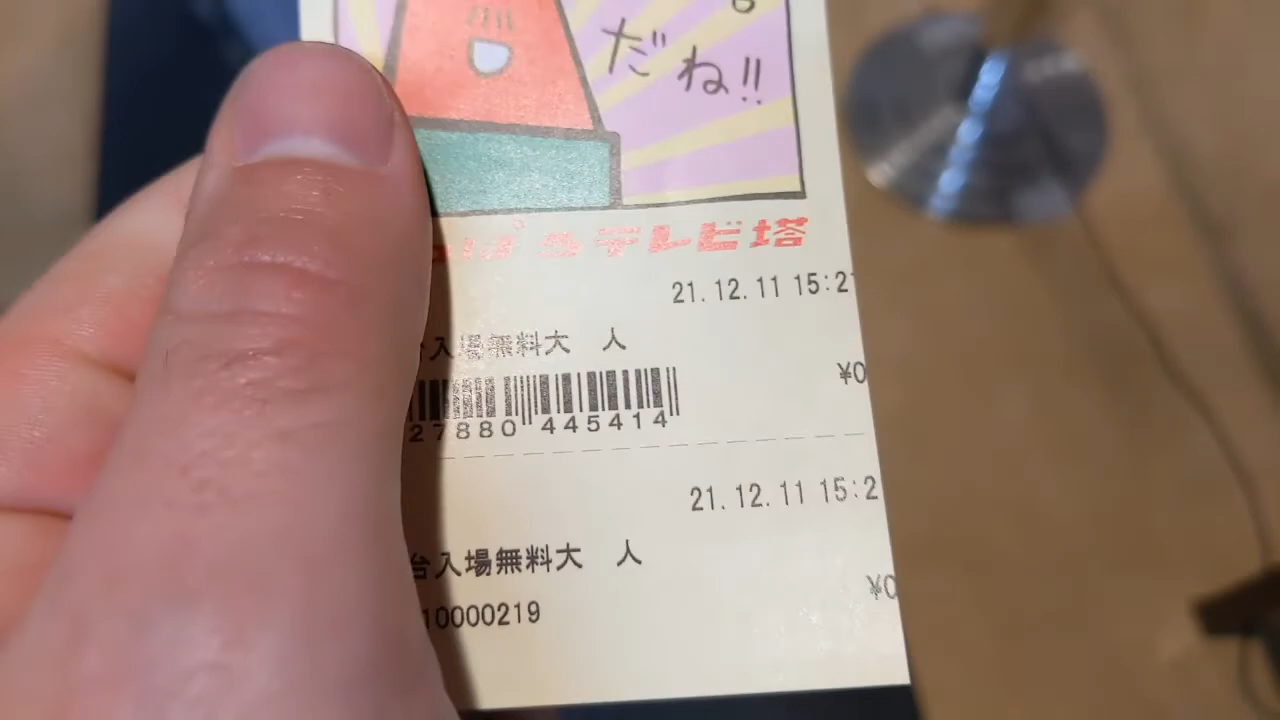 だ
ね!!
テレビ塔
21.12.11 15:2
入場無料大 人
¥0
27880 445414
21.12.11 15:2
台入場無料大 人
¥0
10000219